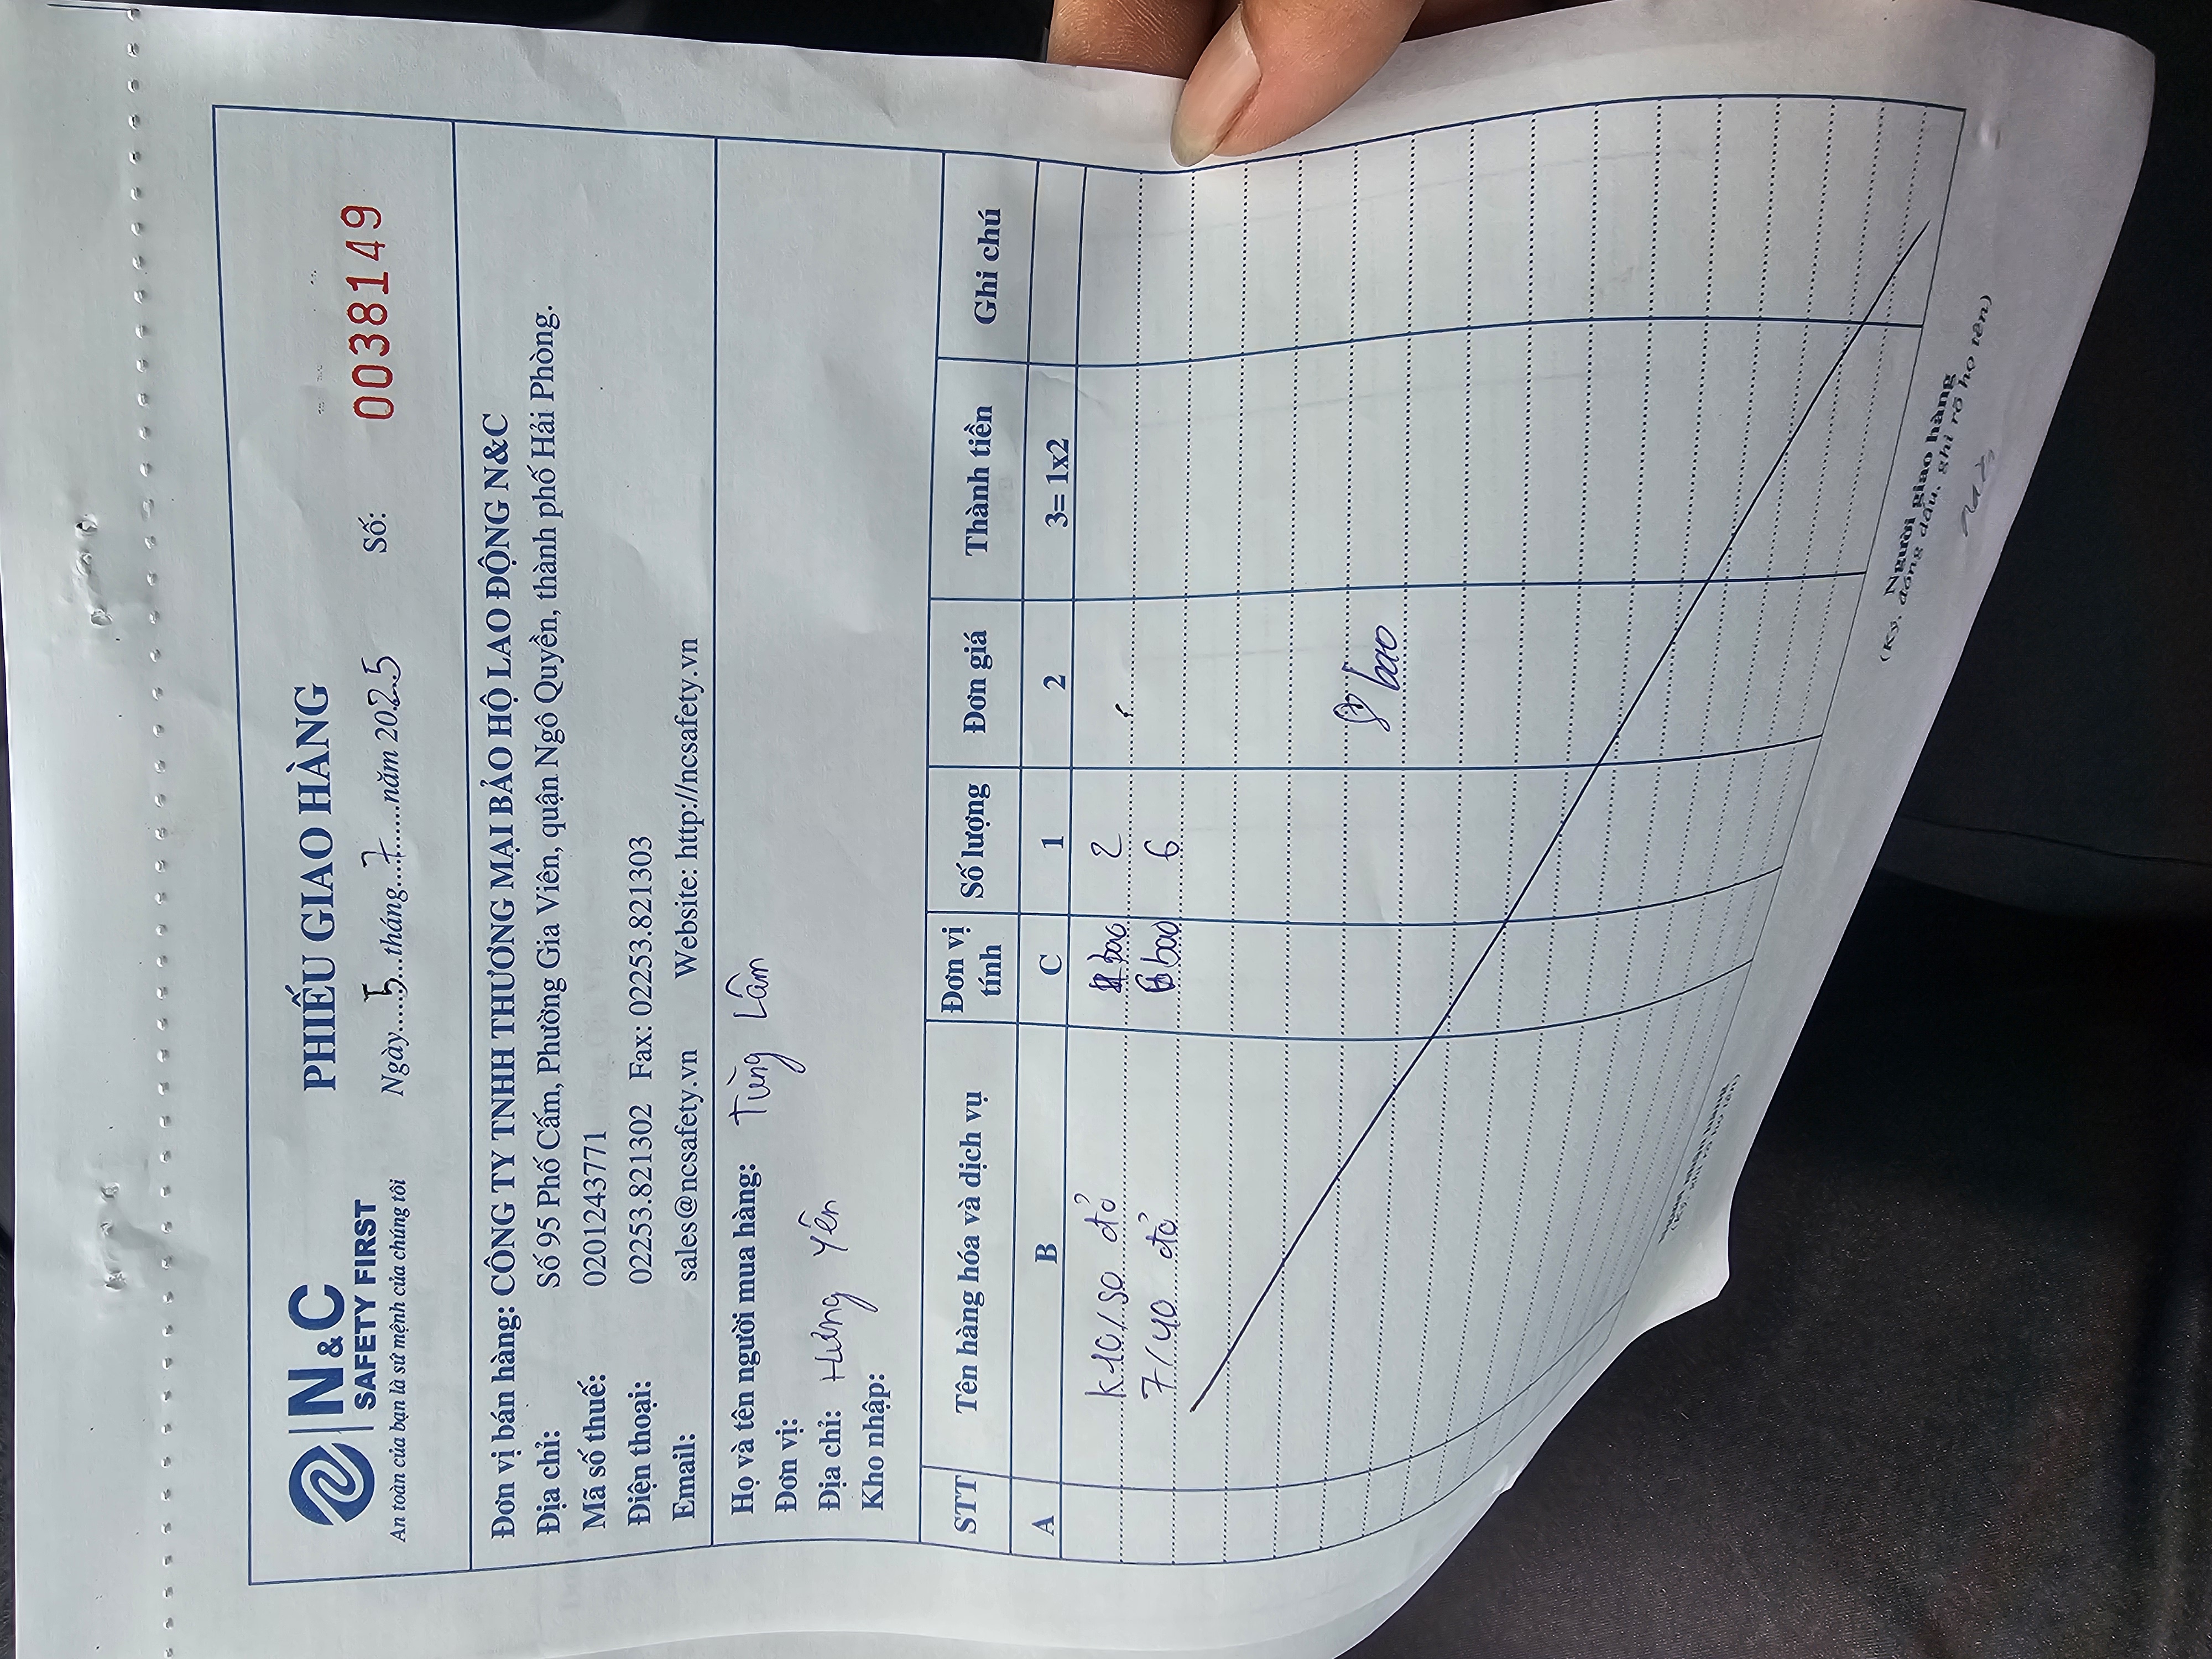 N&C
SAFETY FIRST
An toàn của bạn là sứ mệnh của chúng tôi
PHIẾU GIAO HÀNG
Ngày.....5...tháng....7......năm 2025 Số: 0038149
Đơn vị bán hàng: CÔNG TY TNHH THƯƠNG MẠI BẢO HỘ LAO ĐỘNG N&C
Địa chỉ: Số 95 Phố Cấm, Phường Gia Viên, quận Ngô Quyền, thành phố Hải Phòng.
Mã số thuế: 0201243771
Điện thoại: 02253.821302 Fax: 02253.821303
Email: sales@ncsafety.vn Website: http://ncsafety.vn
Họ và tên người mua hàng: Tùng Lâm
Đơn vị:
Địa chỉ: Hưng Yên
Kho nhập:
STT Tên hàng hóa và dịch vụ Đơn vị tính Số lượng Đơn giá Thành tiền Ghi chú
A B C 1 2 3= 1x2
K10/50 đỏ bao 2
7/40 đỏ bao 6
8 bao
Người giao hàng
(Ký, đóng dấu, ghi rõ họ tên)